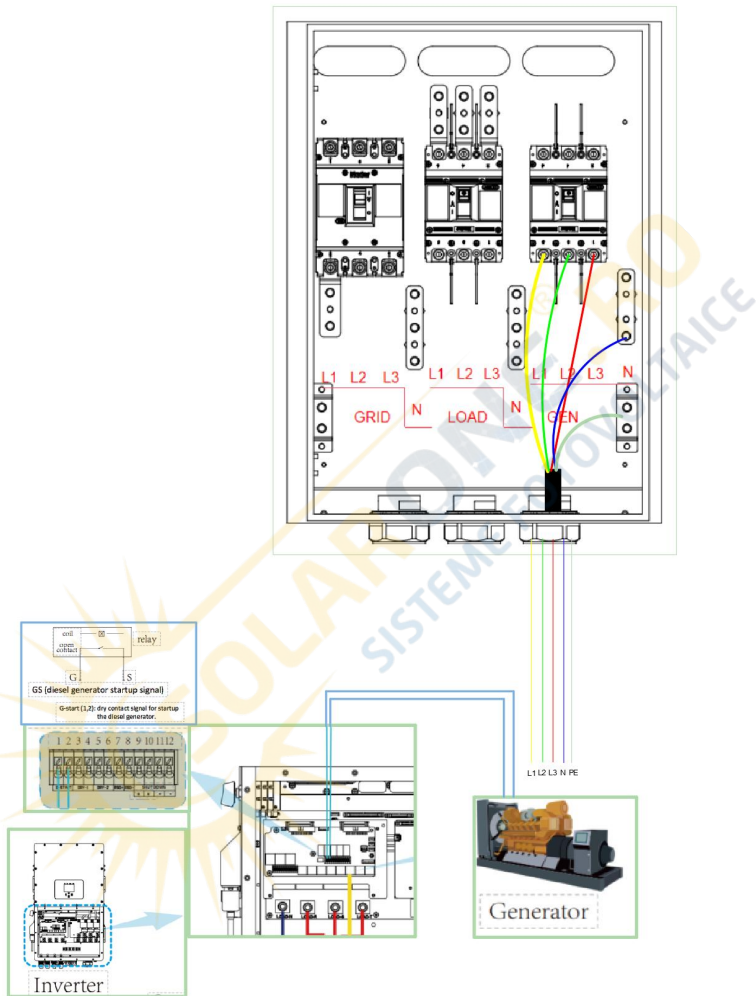 L1 L2 L3 N
GRID
L1 L2 L3 N
LOAD
L1 L2 L3 N
GEN
SOLARONE RO
®
SISTEME FOTOVOLTAICE
coil
open
contact
relay
G S
GS (diesel generator startup signal)
G-start (1,2): dry contact signal for startup
the diesel generator.
1 2 3 4 5 6 7 8 9 10 11 12
L1 L2 L3 N PE
Generator
Inverter